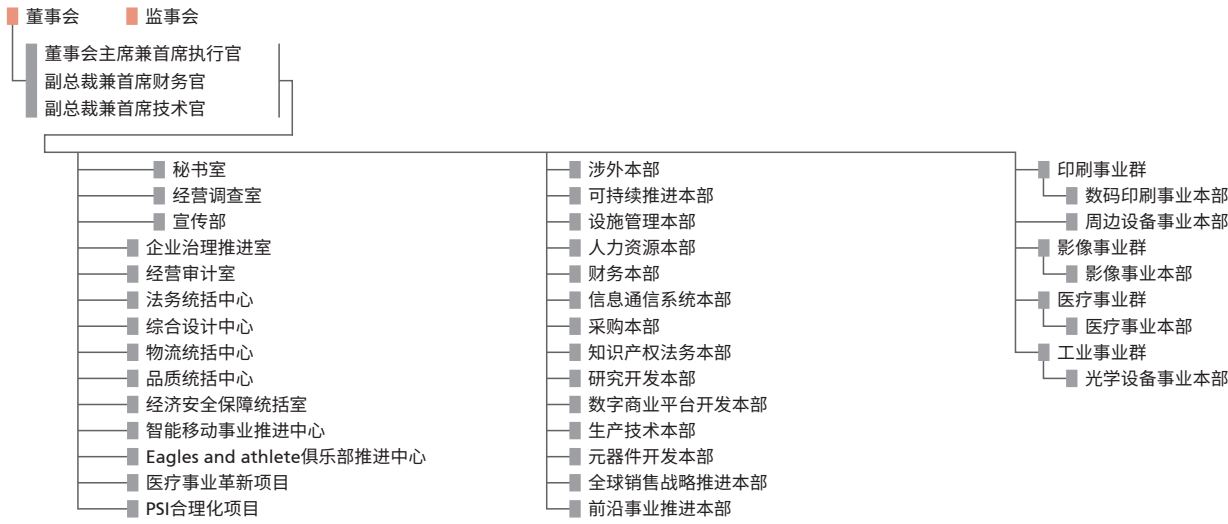 董事会
监事会
董事会主席兼首席执行官
副总裁兼首席财务官
副总裁兼首席技术官
秘书室
经营调查室
宣传部
企业治理推进室
经营审计室
法务统括中心
综合设计中心
物流统括中心
品质统括中心
经济安全保障统括室
智能移动事业推进中心
Eagles and athlete俱乐部推进中心
医疗事业革新项目
PSI合理化项目
涉外本部
可持续推进本部
设施管理本部
人力资源本部
财务本部
信息通信系统本部
采购本部
知识产权法务本部
研究开发本部
数字商业平台开发本部
生产技术本部
元器件开发本部
全球销售战略推进本部
前沿事业推进本部
印刷事业群
数码印刷事业本部
周边设备事业本部
影像事业群
影像事业本部
医疗事业群
医疗事业本部
工业事业群
光学设备事业本部